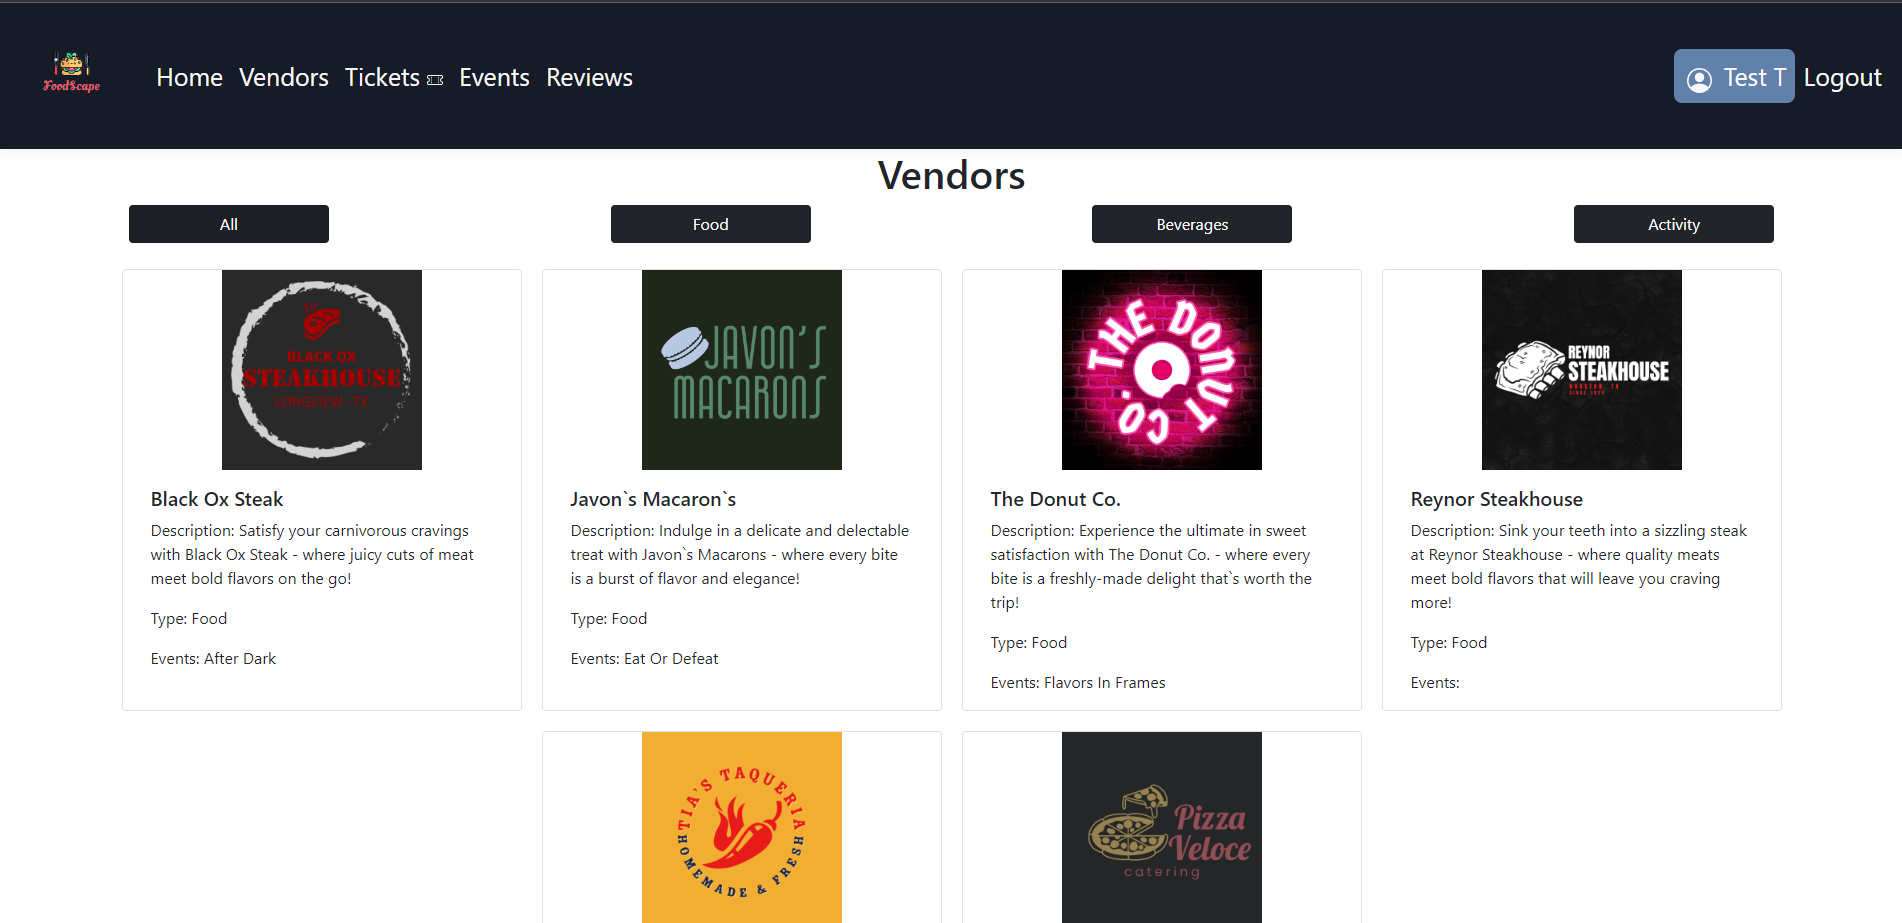 FoodScape
Home Vendors Tickets Events Reviews
Test T Logout
Vendors
All Food Beverages Activity
BLACK OX
STEAKHOUSE
LONGVIEW - TX
Black Ox Steak
Description: Satisfy your carnivorous cravings
with Black Ox Steak - where juicy cuts of meat
meet bold flavors on the go!
Type: Food
Events: After Dark
JAVON'S
MACARONS
Javon`s Macaron`s
Description: Indulge in a delicate and delectable
treat with Javon`s Macarons - where every bite
is a burst of flavor and elegance!
Type: Food
Events: Eat Or Defeat
THE DONUT CO.
The Donut Co.
Description: Experience the ultimate in sweet
satisfaction with The Donut Co. - where every
bite is a freshly-made delight that`s worth the
trip!
Type: Food
Events: Flavors In Frames
REYNOR
STEAKHOUSE
HOUSTON, TX
Reynor Steakhouse
Description: Sink your teeth into a sizzling steak
at Reynor Steakhouse - where quality meats
meet bold flavors that will leave you craving
more!
Type: Food
Events:
TIA'S TAQUERIA
HOMEMADE & FRESH
Pizza
Veloce
catering